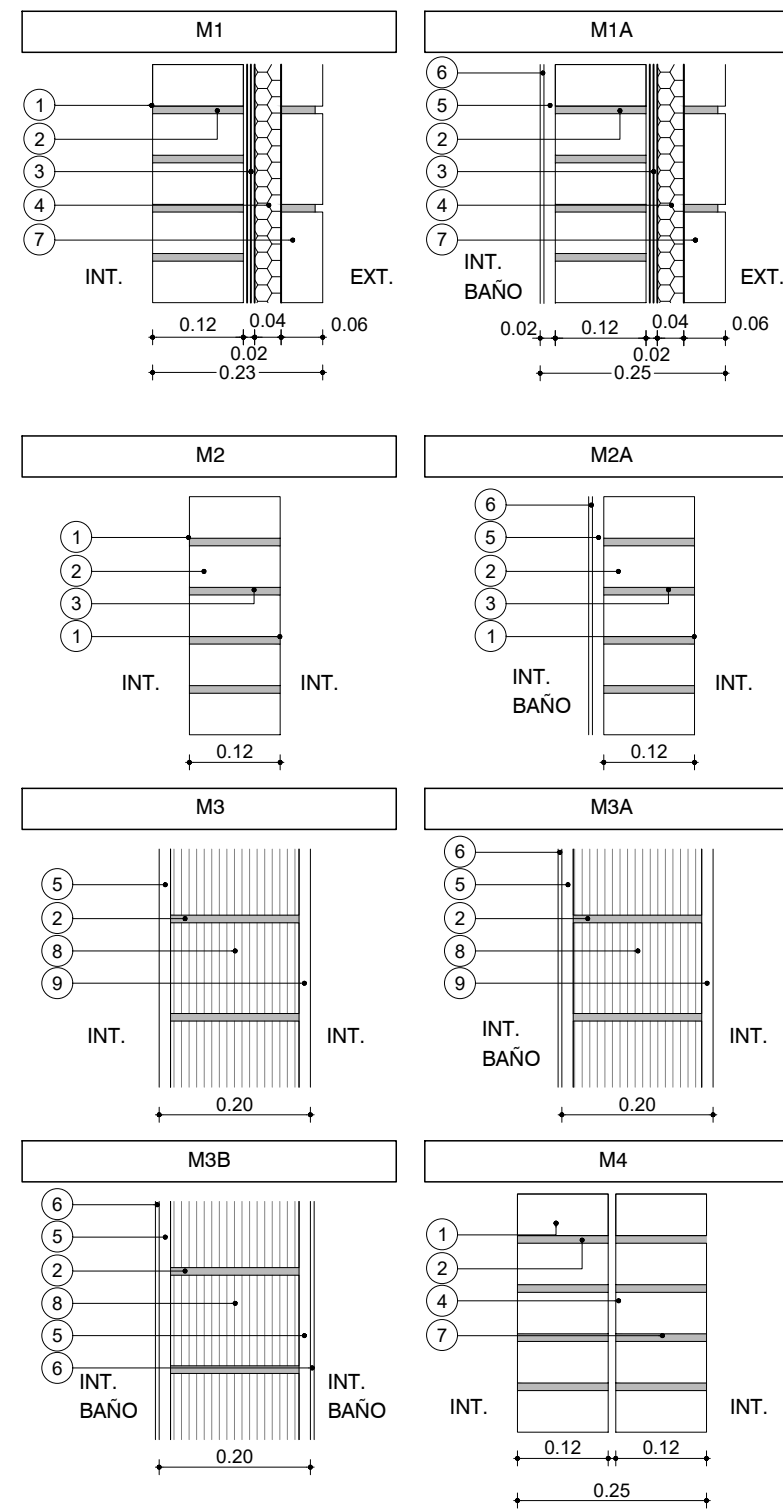 M1
1
2
3
4
7
INT.
EXT.
0.12
0.04
0.06
0.02
0.23
M1A
6
5
2
3
4
7
INT.
BAÑO
EXT.
0.02
0.12
0.04
0.06
0.02
0.25
M2
1
2
3
1
INT.
INT.
0.12
M2A
6
5
2
3
1
INT.
BAÑO
INT.
0.12
M3
5
2
8
9
INT.
INT.
0.20
M3A
6
5
2
8
9
INT.
BAÑO
INT.
0.20
M3B
6
5
2
8
5
6
INT.
BAÑO
INT.
BAÑO
0.20
M4
1
2
4
7
INT.
INT.
0.12
0.12
0.25